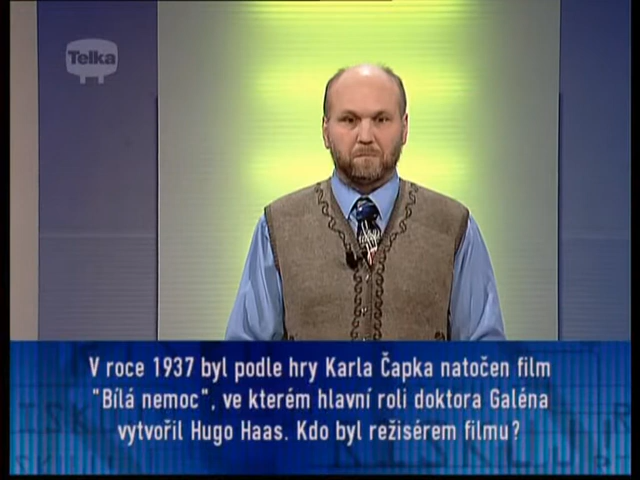 Telka
V roce 1937 byl podle hry Karla Čapka natočen film
"Bílá nemoc", ve kterém hlavní roli doktora Galéna
vytvořil Hugo Haas. Kdo byl režisérem filmu?